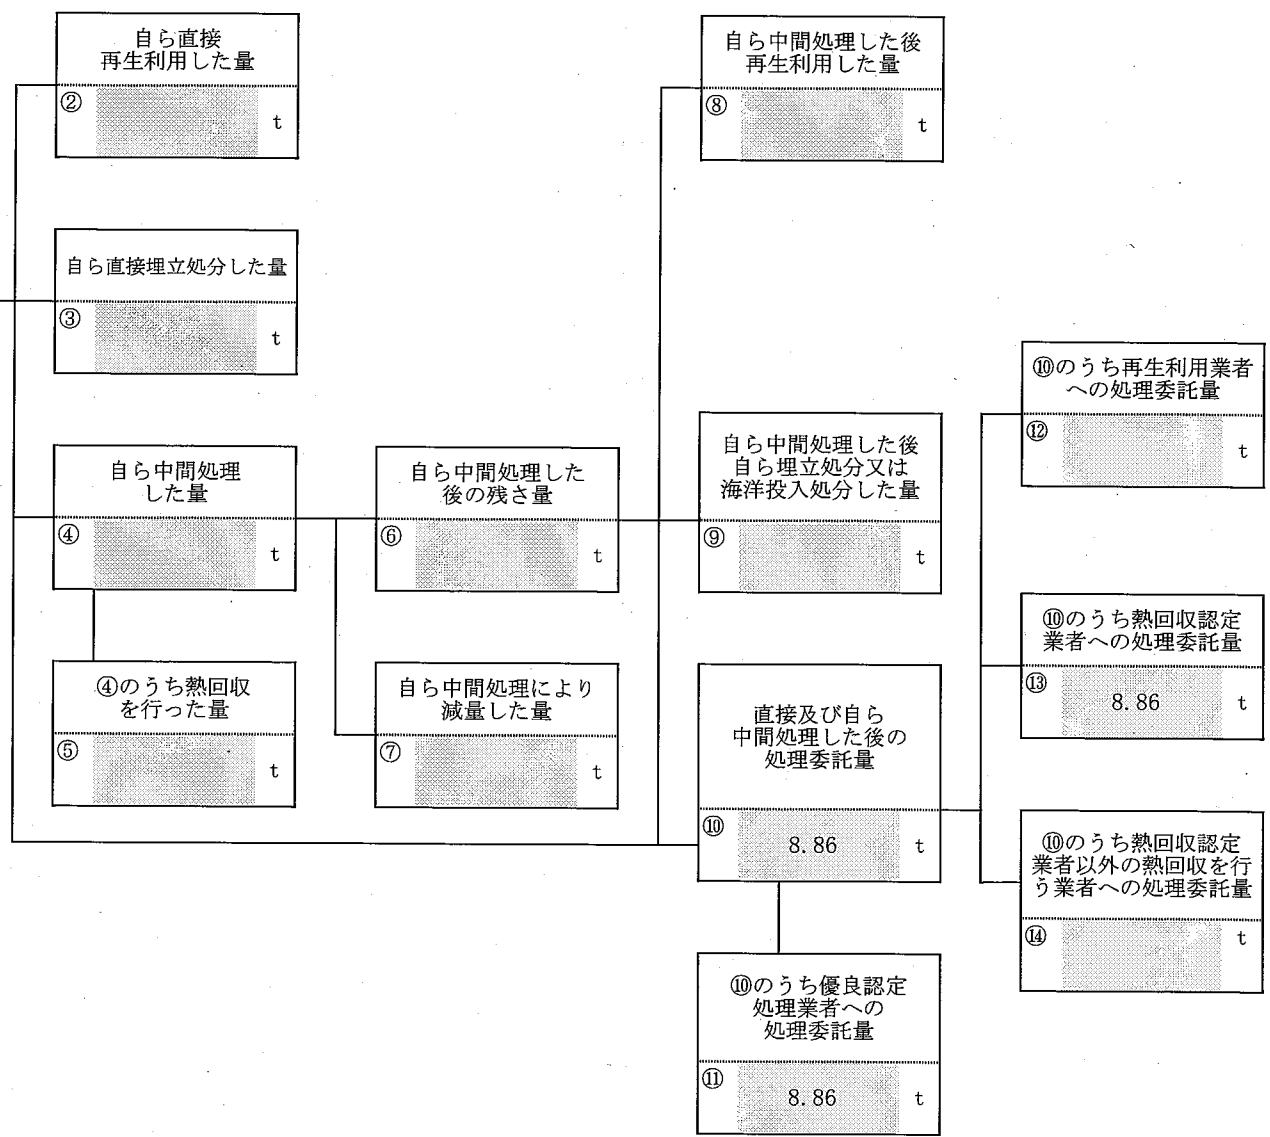 自ら直接
再生利用した量
②
t
自ら直接埋立処分した量
③
t
自ら中間処理
した量
④
t
④のうち熱回収
を行った量
⑤
t
自ら中間処理した
後の残さ量
⑥
t
自ら中間処理により
減量した量
⑦
t
自ら中間処理した後
再生利用した量
⑧
t
自ら中間処理した後
自ら埋立処分又は
海洋投入処分した量
⑨
t
直接及び自ら
中間処理した後の
処理委託量
⑩
8.86
t
⑩のうち優良認定
処理業者への
処理委託量
⑪
8.86
t
⑩のうち再生利用業者
への処理委託量
⑫
t
⑩のうち熱回収認定
業者への処理委託量
⑬
8.86
t
⑩のうち熱回収認定
業者以外の熱回収を行
う業者への処理委託量
⑭
t